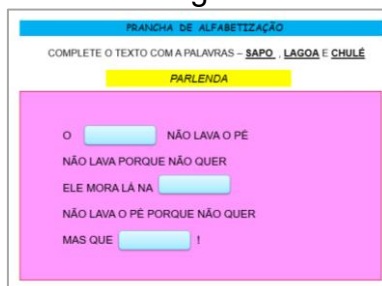 PRANCHA DE ALFABETIZAÇÃO
COMPLETE O TEXTO COM A PALAVRAS – SAPO , LAGOA E CHULÉ
PARLENDA
O NÃO LAVA O PÉ
NÃO LAVA PORQUE NÃO QUER
ELE MORA LÁ NA
NÃO LAVA O PÉ PORQUE NÃO QUER
MAS QUE !